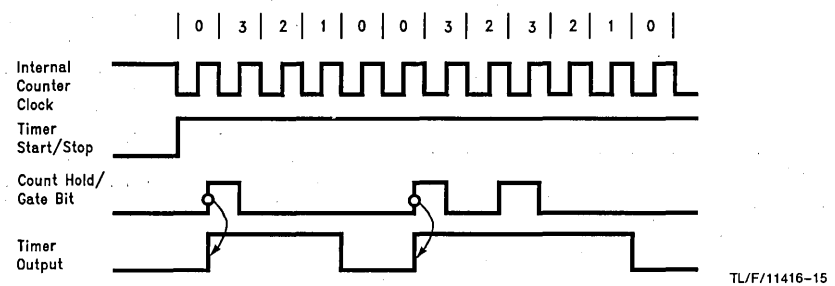 0 3 2 1 0 0 3 2 3 2 1 0
Internal
Counter
Clock
Timer
Start/Stop
Count Hold/
Gate Bit
Timer
Output
TL/F/11416–15